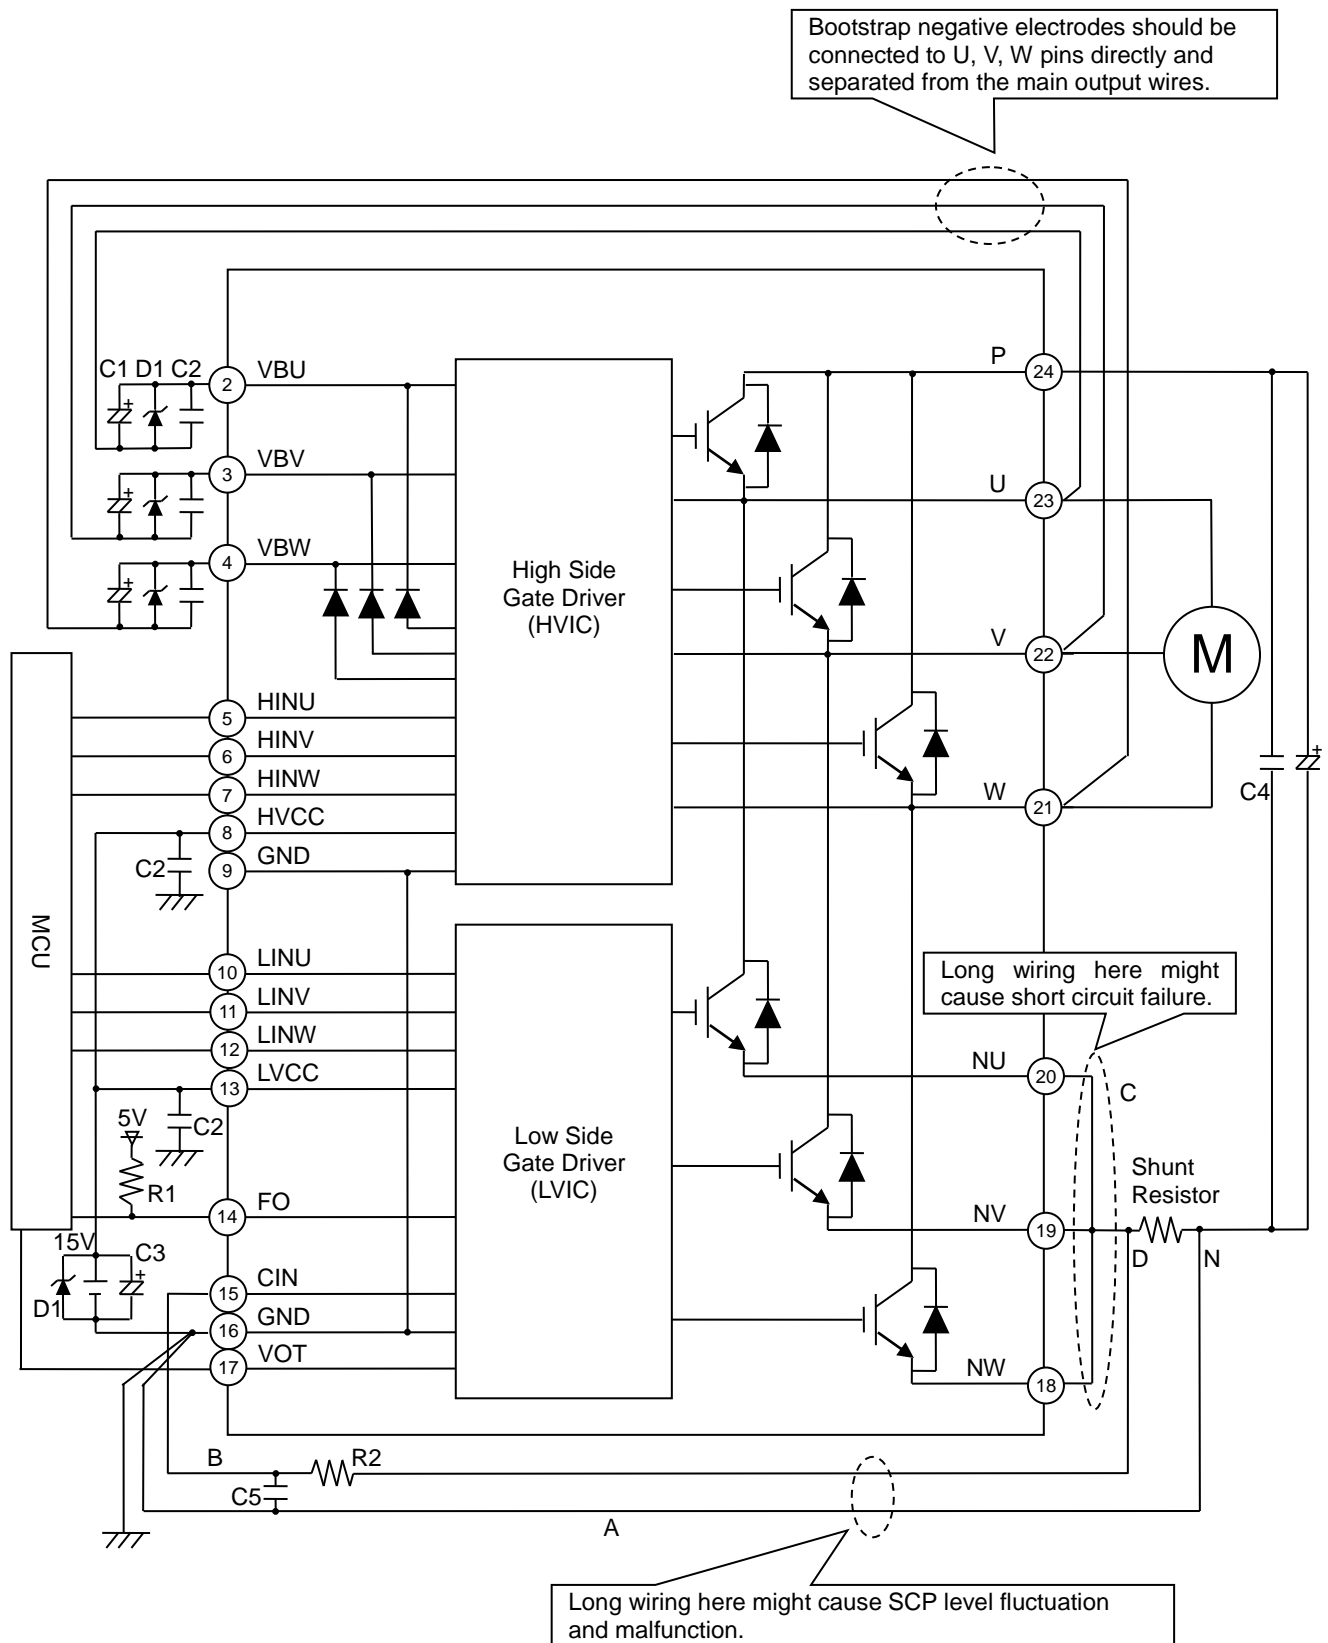 Bootstrap negative electrodes should be
connected to U, V, W pins directly and
separated from the main output wires.
C1 D1 C2
2
VBU
P
24
3
VBV
U
23
4
VBW
High Side
Gate Driver
(HVIC)
V
22
M
5
HINU
6
HINV
7
HINW
W
21
C4
+
8
HVCC
C2
9
GND
MCU
10
LINU
11
LINV
12
LINW
13
LVCC
C2
5V
R1
14
FO
Low Side
Gate Driver
(LVIC)
Long wiring here might
cause short circuit failure.
NU
20
C
Shunt
Resistor
NV
19
D
N
15V
C3
+
D1
15
CIN
16
GND
17
VOT
NW
18
B
R2
C5
A
Long wiring here might cause SCP level fluctuation
and malfunction.
+
+
+